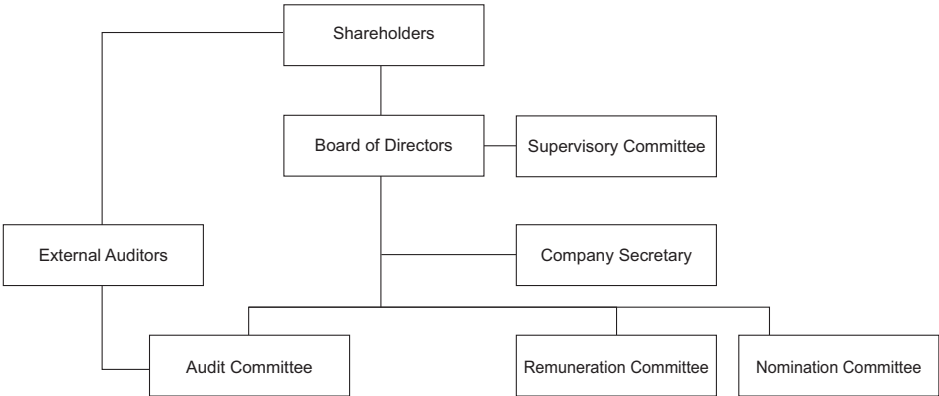 Shareholders
Board of Directors
Supervisory Committee
External Auditors
Company Secretary
Audit Committee
Remuneration Committee
Nomination Committee